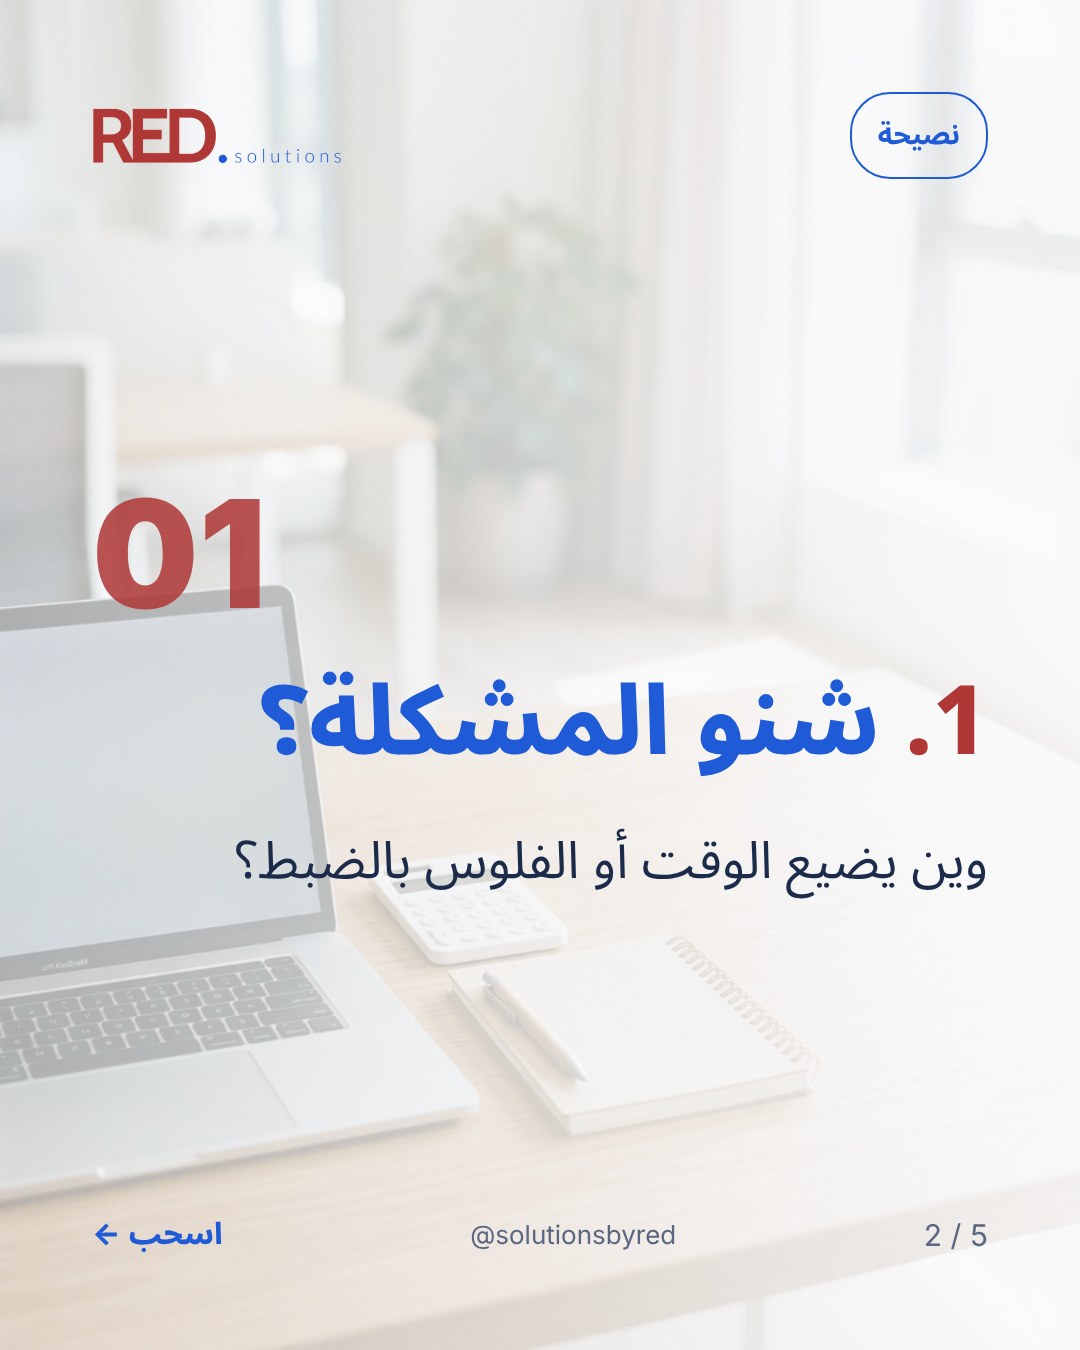 RED.solutions
نصيحة
01
1. شنو المشكلة؟
وين يضيع الوقت أو الفلوس بالضبط؟
اسحب ←
@solutionsbyred
2 / 5